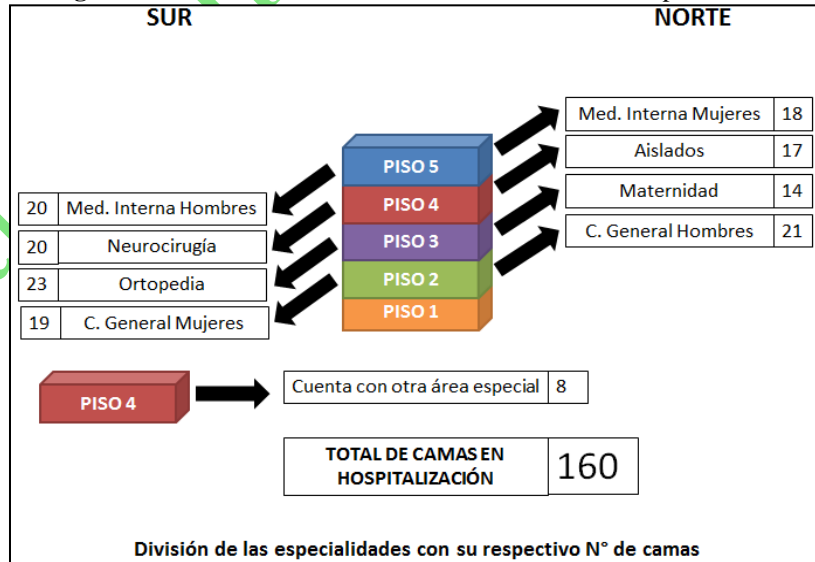 SUR
NORTE
Med. Interna Mujeres 18
Aislados 17
Maternidad 14
C. General Hombres 21
PISO 5
PISO 4
PISO 3
PISO 2
PISO 1
20 Med. Interna Hombres
20 Neurocirugía
23 Ortopedia
19 C. General Mujeres
PISO 4
Cuenta con otra área especial 8
TOTAL DE CAMAS EN
HOSPITALIZACIÓN
160
División de las especialidades con su respectivo N° de camas